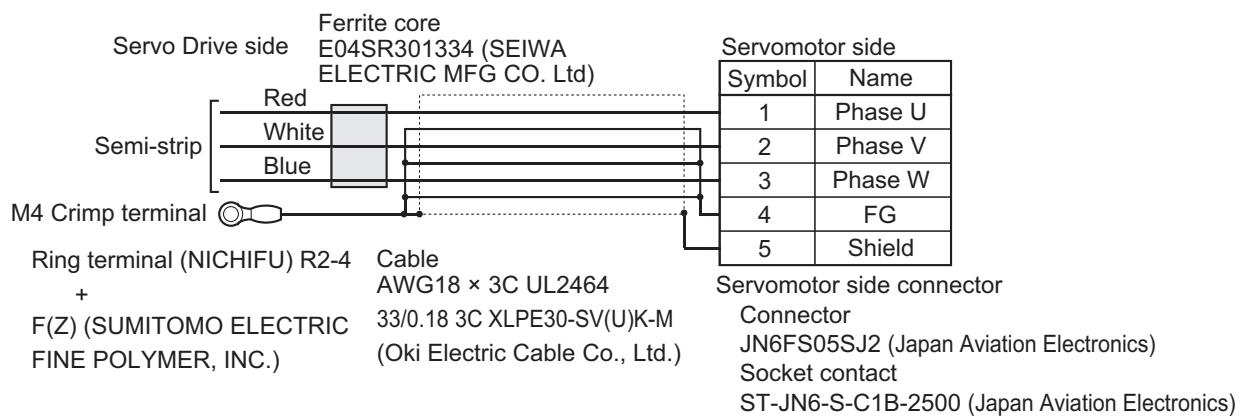 Ferrite core
Servo Drive side
E04SR301334 (SEIWA
ELECTRIC MFG CO. Ltd)
Servomotor side
Symbol Name
Red
1 Phase U
White
2 Phase V
Semi-strip
Blue
3 Phase W
M4 Crimp terminal
4 FG
5 Shield
Ring terminal (NICHIFU) R2-4
+
F(Z) (SUMITOMO ELECTRIC
FINE POLYMER, INC.)
Cable
AWG18 × 3C UL2464
33/0.18 3C XLPE30-SV(U)K-M
(Oki Electric Cable Co., Ltd.)
Servomotor side connector
Connector
JN6FS05SJ2 (Japan Aviation Electronics)
Socket contact
ST-JN6-S-C1B-2500 (Japan Aviation Electronics)